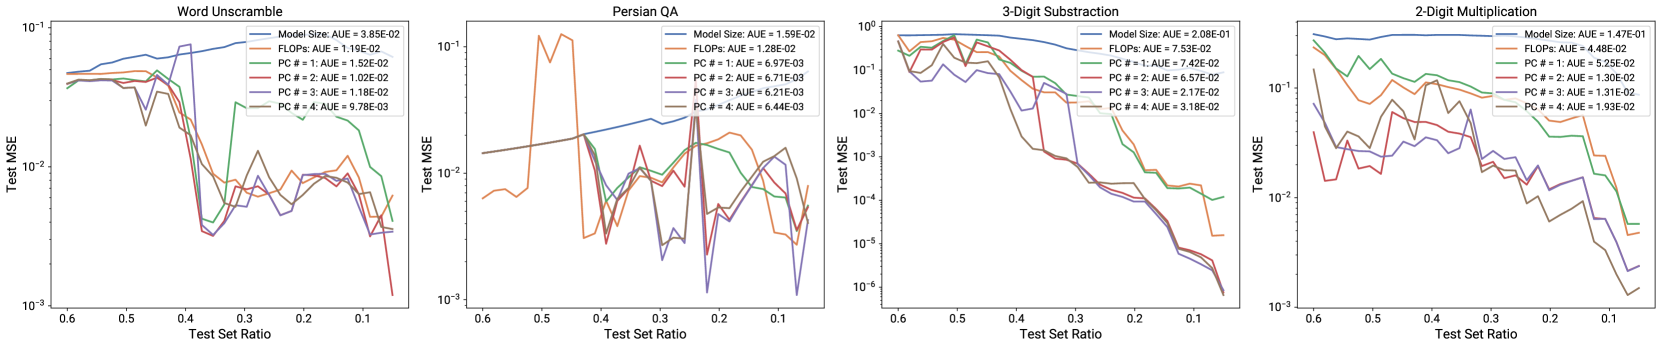 Word Unscramble
Test MSE
10⁻¹
10⁻²
10⁻³
Model Size: AUE = 3.85E-02
FLOPs: AUE = 1.19E-02
PC # = 1: AUE = 1.52E-02
PC # = 2: AUE = 1.02E-02
PC # = 3: AUE = 1.18E-02
PC # = 4: AUE = 9.78E-03
0.6 0.5 0.4 0.3 0.2 0.1
Test Set Ratio
Persian QA
Test MSE
10⁻¹
10⁻²
10⁻³
Model Size: AUE = 1.59E-02
FLOPs: AUE = 1.28E-02
PC # = 1: AUE = 6.97E-03
PC # = 2: AUE = 6.71E-03
PC # = 3: AUE = 6.21E-03
PC # = 4: AUE = 6.44E-03
0.6 0.5 0.4 0.3 0.2 0.1
Test Set Ratio
3-Digit Substraction
Test MSE
10⁰
10⁻¹
10⁻²
10⁻³
10⁻⁴
10⁻⁵
10⁻⁶
Model Size: AUE = 2.08E-01
FLOPs: AUE = 7.53E-02
PC # = 1: AUE = 7.42E-02
PC # = 2: AUE = 6.57E-02
PC # = 3: AUE = 2.17E-02
PC # = 4: AUE = 3.18E-02
0.6 0.5 0.4 0.3 0.2 0.1
Test Set Ratio
2-Digit Multiplication
Test MSE
10⁻¹
10⁻²
10⁻³
Model Size: AUE = 1.47E-01
FLOPs: AUE = 4.48E-02
PC # = 1: AUE = 5.25E-02
PC # = 2: AUE = 1.30E-02
PC # = 3: AUE = 1.31E-02
PC # = 4: AUE = 1.93E-02
0.6 0.5 0.4 0.3 0.2 0.1
Test Set Ratio